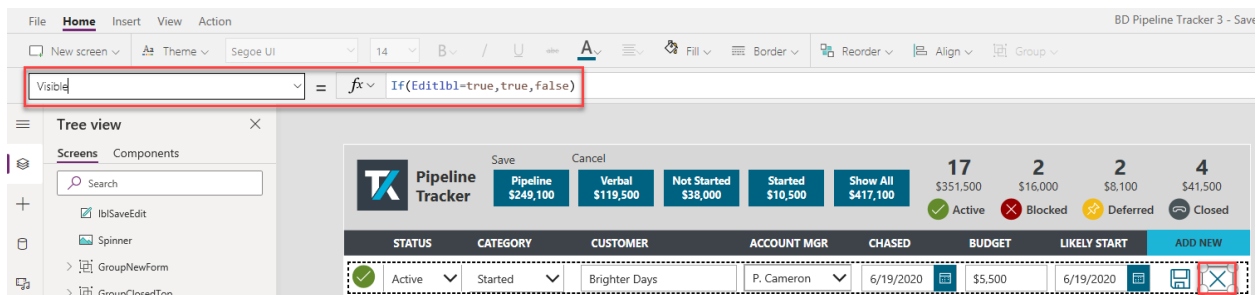 File Home Insert View Action BD Pipeline Tracker 3 - Save
New screen Theme Segoe UI 14 B / U abc A Fill Border Reorder Align Group
Visible = fx If(Editlbl=true,true,false)
Tree view
Screens Components
Search
lblSaveEdit
Spinner
GroupNewForm
GroupClosedTop
TX Pipeline Tracker
Save Cancel
Pipeline $249,100
Verbal $119,500
Not Started $38,000
Started $10,500
Show All $417,100
17 2 2 4
$351,500 $16,000 $8,100 $41,500
Active Blocked Deferred Closed
STATUS CATEGORY CUSTOMER ACCOUNT MGR CHASED BUDGET LIKELY START ADD NEW
Active Started Brighter Days P. Cameron 6/19/2020 $5,500 6/19/2020